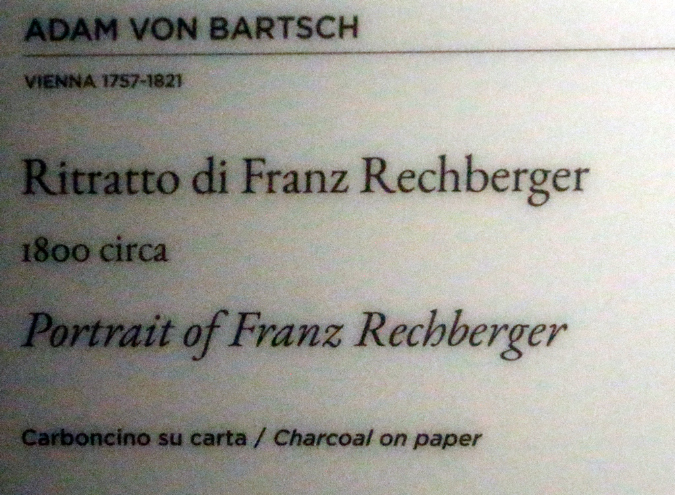 ADAM VON BARTSCH
VIENNA 1757-1821
Ritratto di Franz Rechberger
1800 circa
Portrait of Franz Rechberger
Carboncino su carta / Charcoal on paper